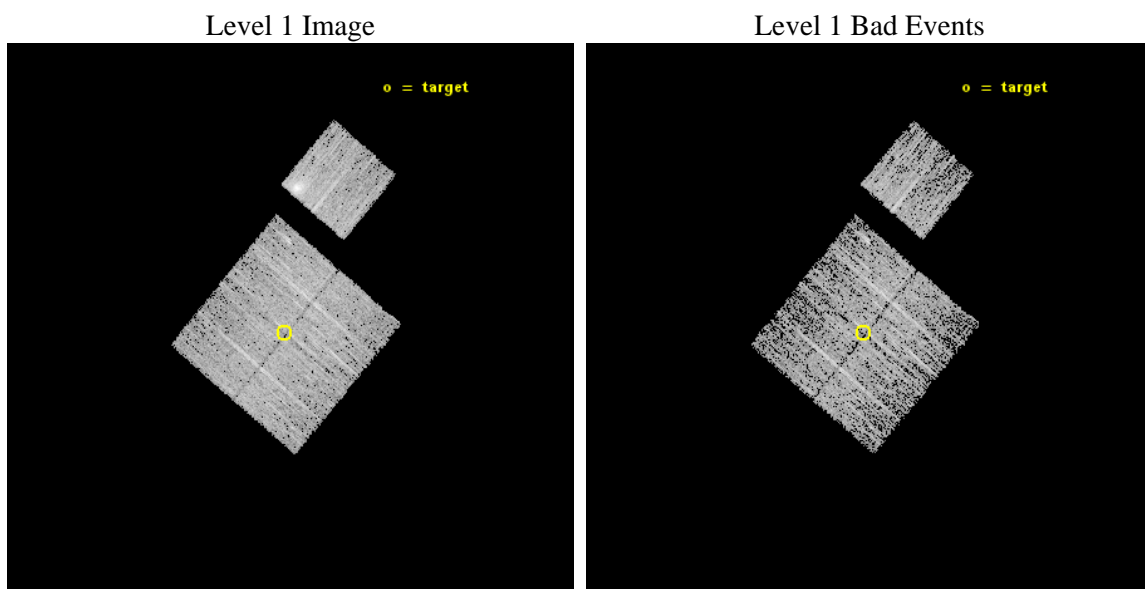 Level 1 Image
Level 1 Bad Events
o = target
o = target